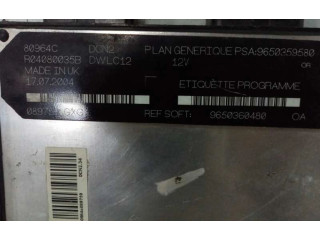 80964C PLAN GENERIQUE PSA:9650359580
R04080035B DWLC12 12V OR
MADE IN UK
17.07.2004 ETIQUETTE PROGRAMME
REF SOFT: 9650360480 OA